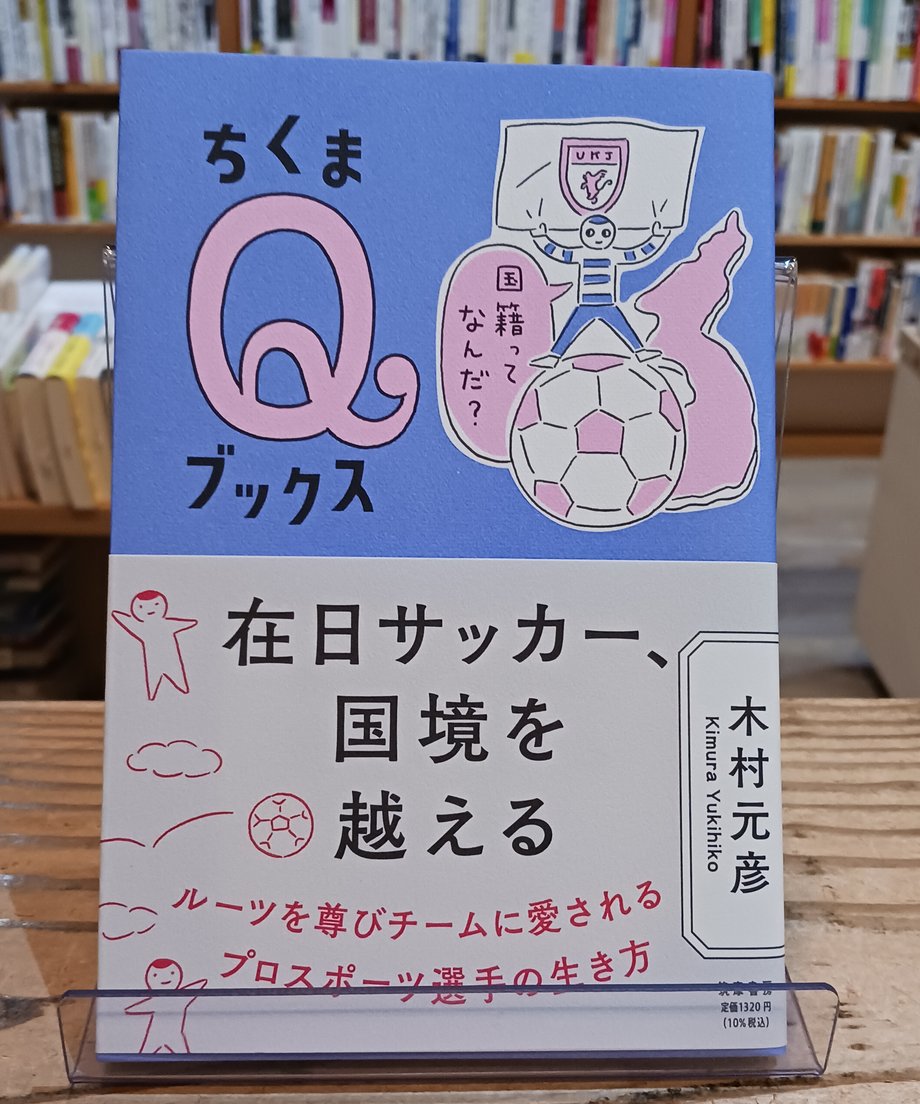 ちくま
Q
ブックス
UKJ
国籍って
なんだ?
在日サッカー、
国境を
越える
木村元彦
Kimura Yukihiko
ルーツを尊びチームに愛される
プロスポーツ選手の生き方
筑摩書房
定価1320円
(10%税込)